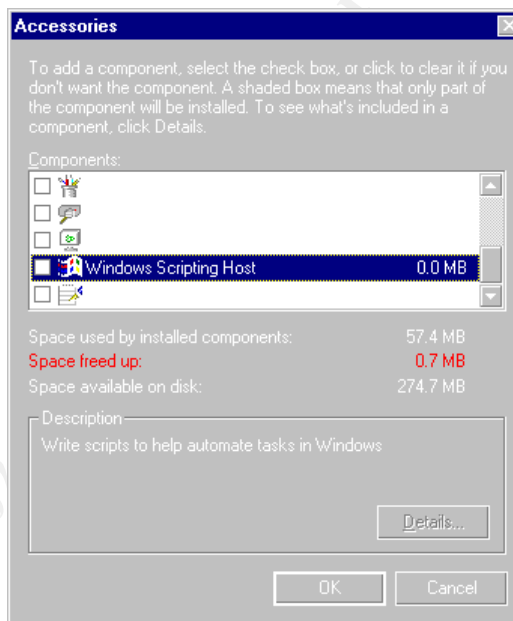 Accessories
To add a component, select the check box, or click to clear it if you
don't want the component. A shaded box means that only part of
the component will be installed. To see what's included in a
component, click Details.
Components:
Windows Scripting Host 0.0 MB
Space used by installed components: 57.4 MB
Space freed up: 0.7 MB
Space available on disk: 274.7 MB
Description
Write scripts to help automate tasks in Windows
Details...
OK Cancel